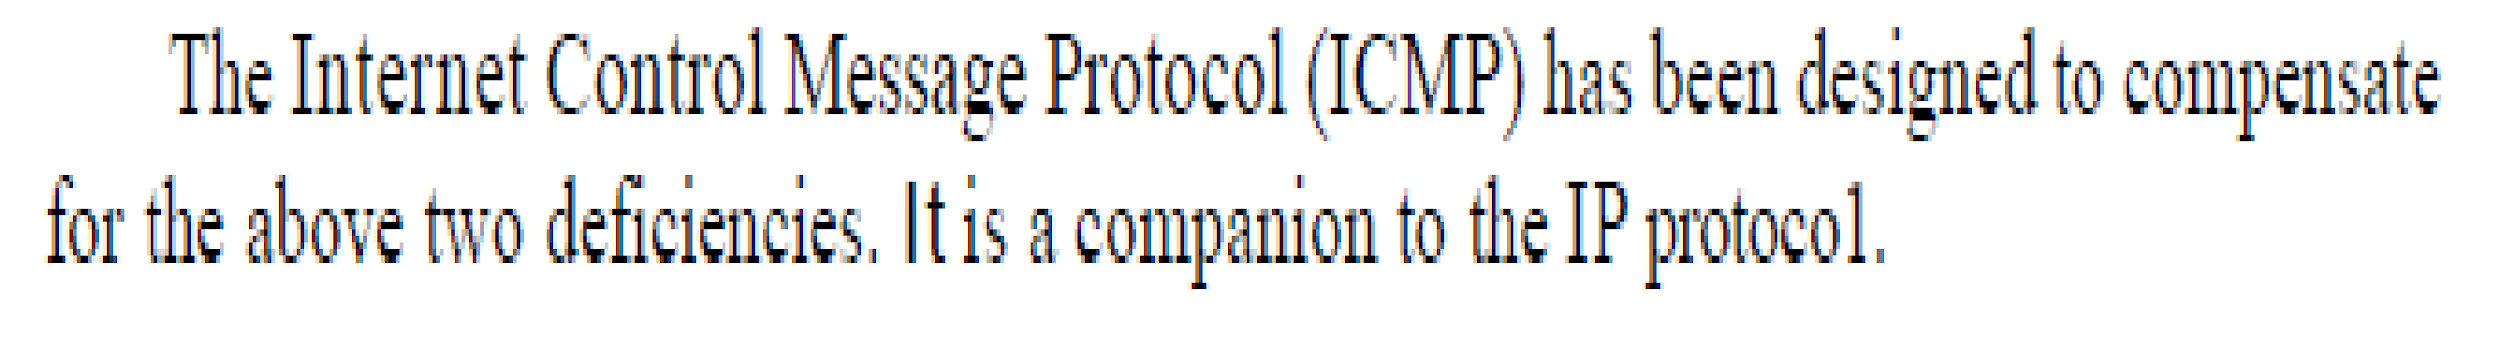 The Internet Control Message Protocol (ICMP) has been designed to compensate
for the above two deficiencies. It is a companion to the IP protocol.